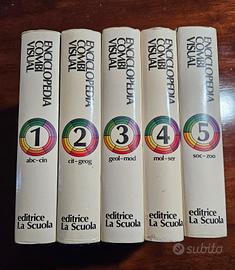 ENCICLOPEDIA
COMBI
VISUAL
1
abc-cin
editrice
La Scuola
ENCICLOPEDIA
COMBI
VISUAL
2
cit-geog
editrice
La Scuola
ENCICLOPEDIA
COMBI
VISUAL
3
geol-mod
editrice
La Scuola
ENCICLOPEDIA
COMBI
VISUAL
4
mol-ser
editrice
La Scuola
ENCICLOPEDIA
COMBI
VISUAL
5
soc-zoo
editrice
La Scuola
subito